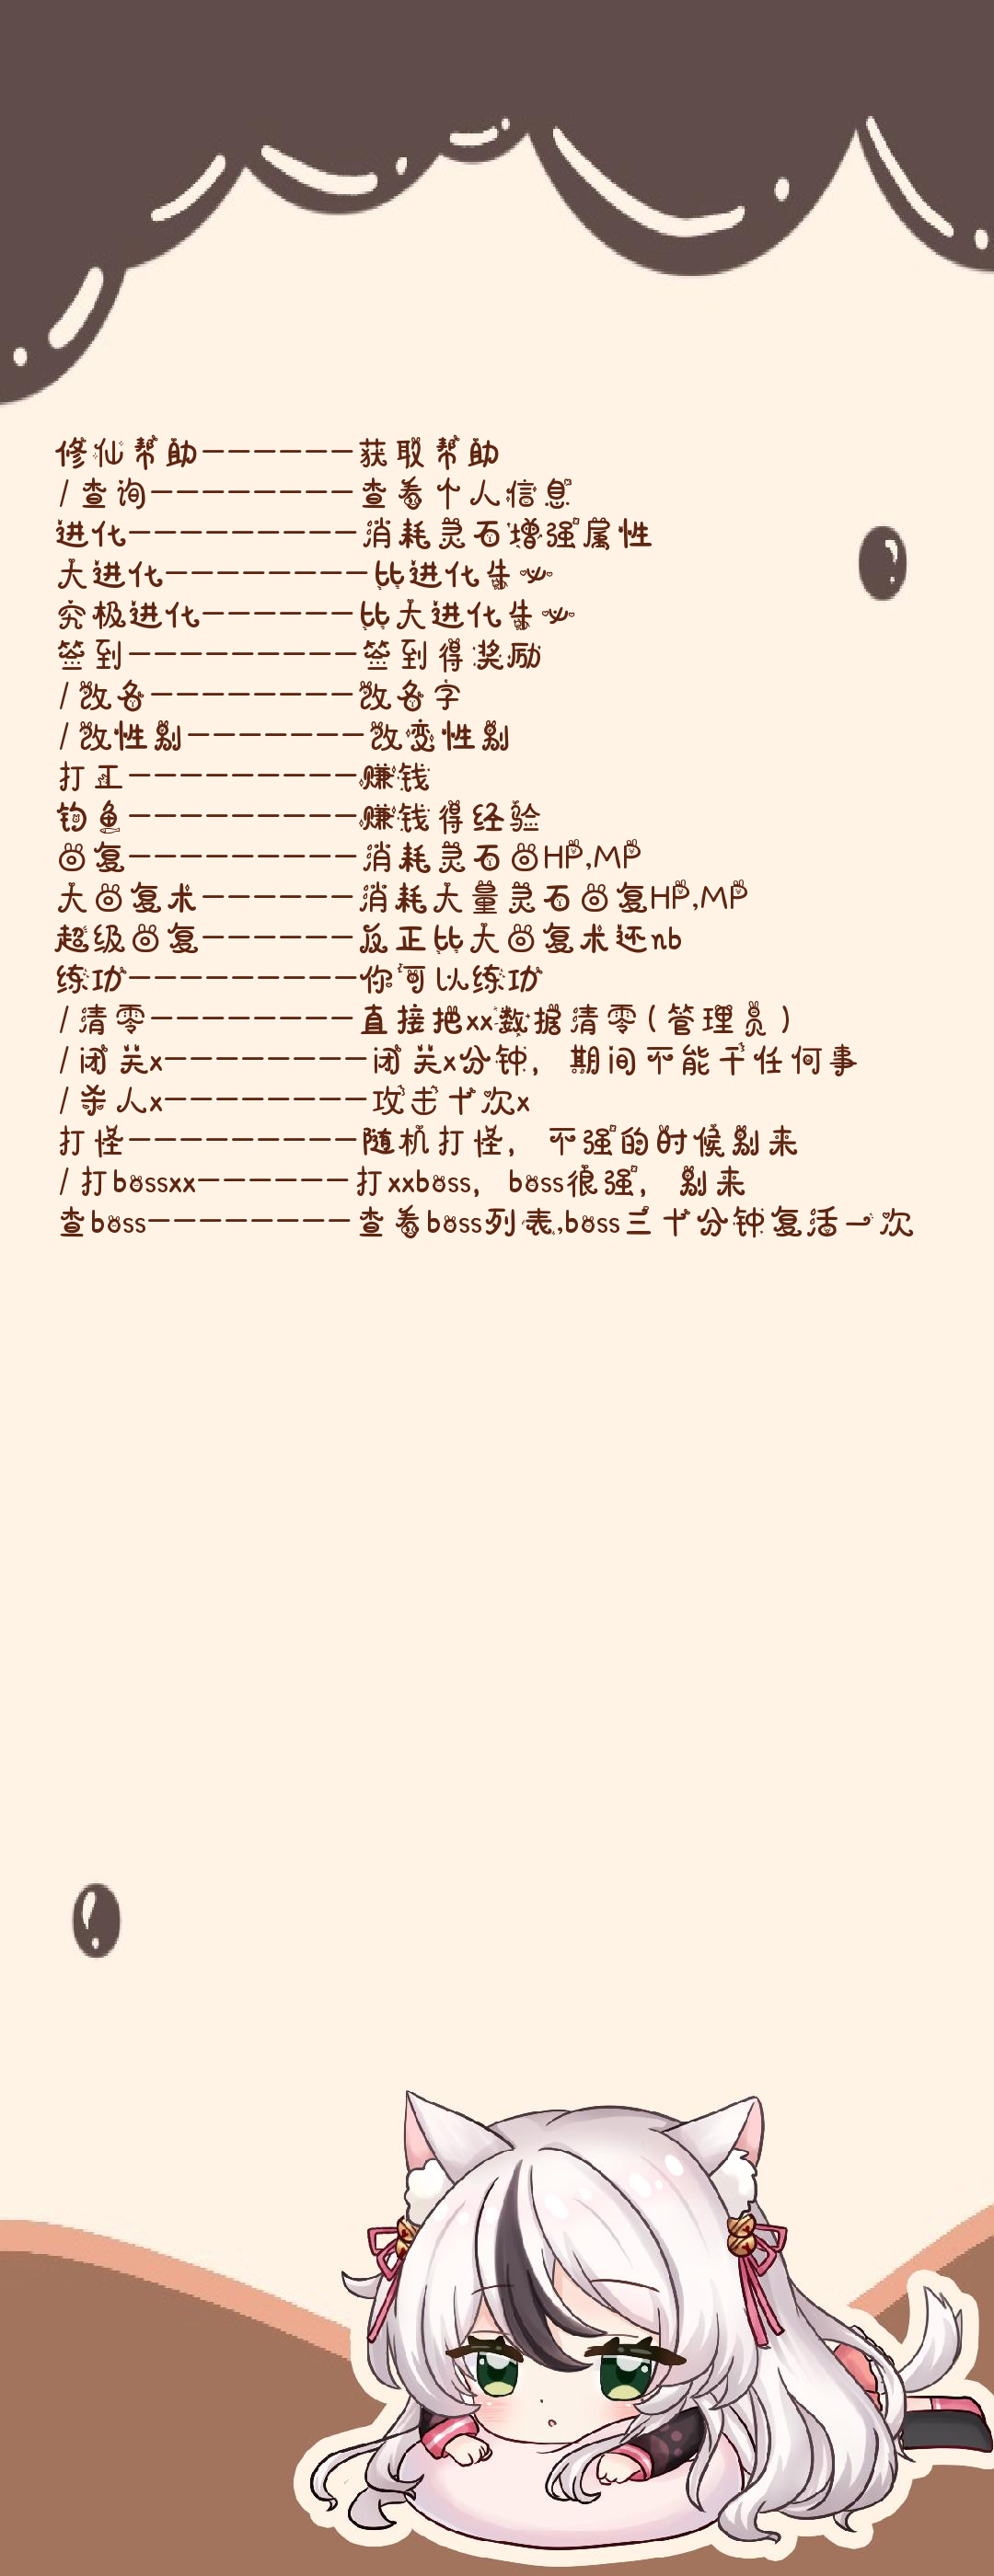 修仙帮助------获取帮助
/查询--------查看个人信息
进化---------消耗灵石增强属性
大进化--------比进化牛心
究极进化------比大进化牛心
签到---------签到得奖励
/改名--------改名字
/改性别-------改变性别
打工---------赚钱
钓鱼---------赚钱得经验
回复---------消耗灵石回HP,MP
大回复术------消耗大量灵石回复HP,MP
超级回复------反正比大回复术还nb
练功---------你可以练功
/清零--------直接把xx数据清零(管理员)
/闭关x--------闭关x分钟，期间不能干任何事
/杀人x--------攻击十次x
打怪---------随机打怪，不强的时候别来
/打bossxx------打xxboss，boss很强，别来
查boss--------查看boss列表,boss三十分钟复活一次